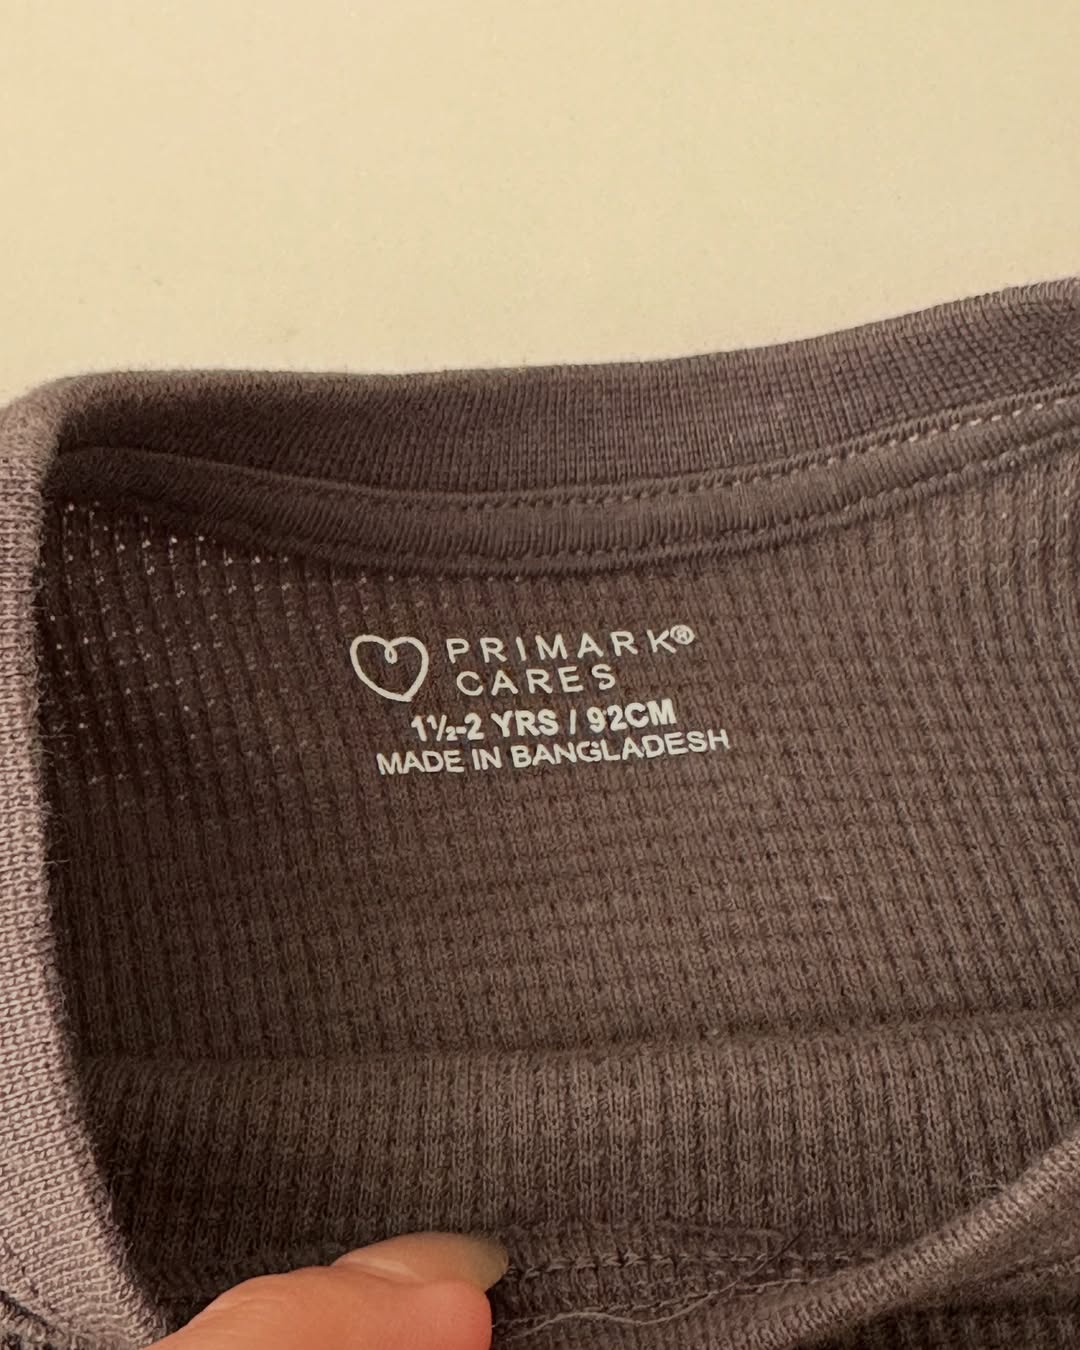 PRIMARK®
CARES
1½-2 YRS / 92CM
MADE IN BANGLADESH